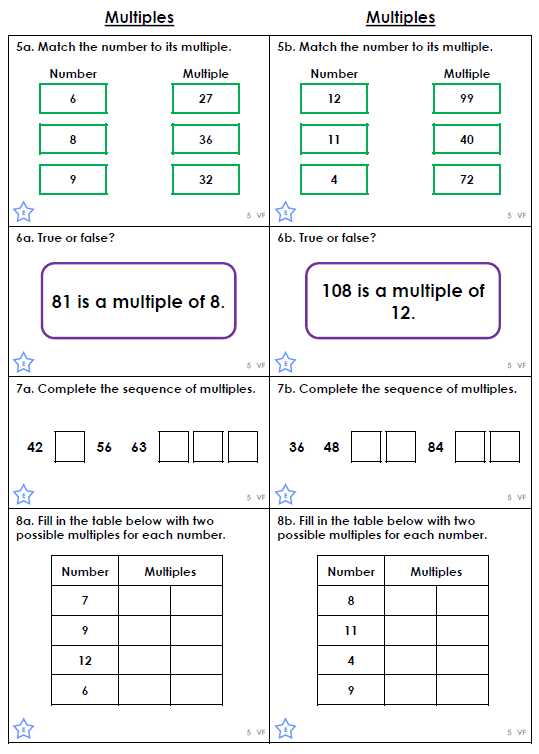 Multiples
Multiples
5a. Match the number to its multiple.
Number Multiple
6 27
8 36
9 32
E
5 VF
5b. Match the number to its multiple.
Number Multiple
12 99
11 40
4 72
E
5 VF
6a. True or false?
81 is a multiple of 8.
E
5 VF
6b. True or false?
108 is a multiple of
12.
E
5 VF
7a. Complete the sequence of multiples.
42 56 63
E
5 VF
7b. Complete the sequence of multiples.
36 48 84
E
5 VF
8a. Fill in the table below with two
possible multiples for each number.
Number Multiples
7
9
12
6
E
5 VF
8b. Fill in the table below with two
possible multiples for each number.
Number Multiples
8
11
4
9
E
5 VF